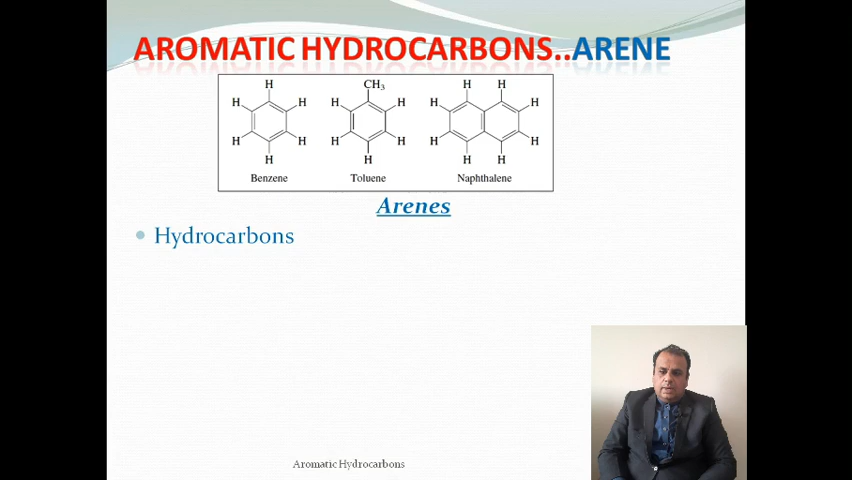 AROMATIC HYDROCARBONS..ARENE
H H CH₃ H H H H
H H H H H H
H H H H H H
H H H H
Benzene Toluene Naphthalene
Arenes
Hydrocarbons
Aromatic Hydrocarbons